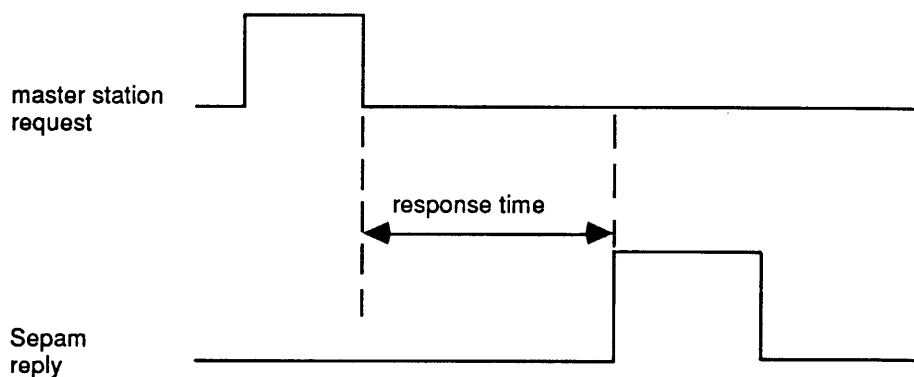 master station
request
response time
Sepam
reply